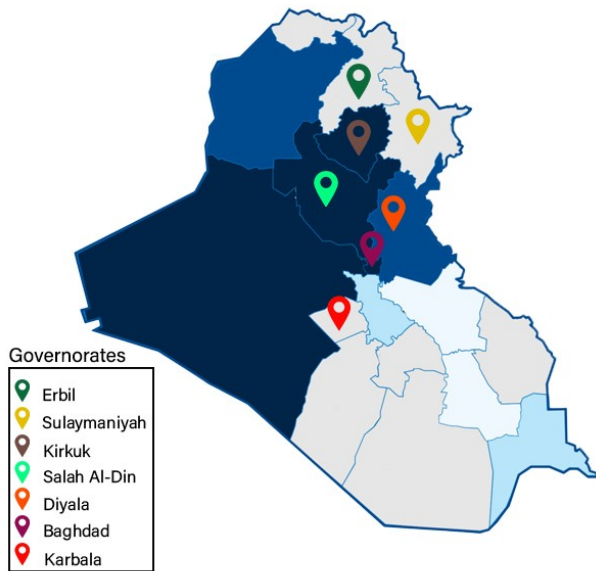 Governorates
Erbil
Sulaymaniyah
Kirkuk
Salah Al-Din
Diyala
Baghdad
Karbala